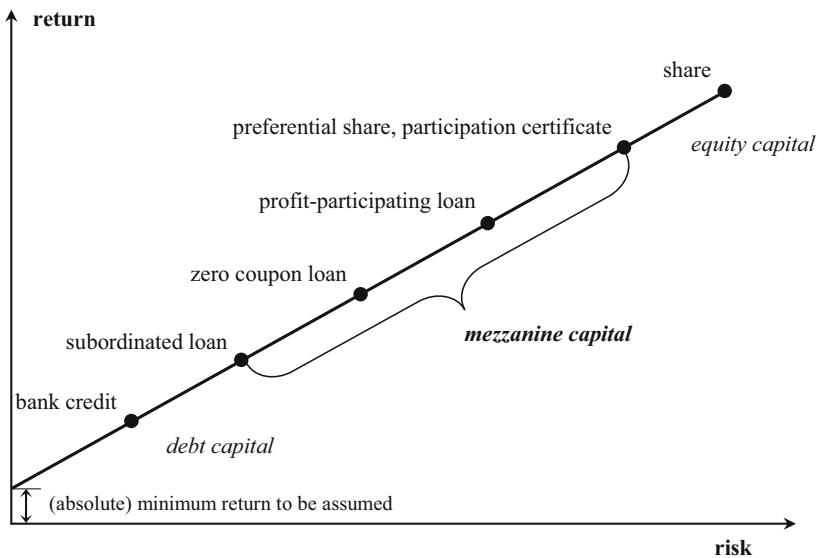 return
share
preferential share, participation certificate
equity capital
profit-participating loan
zero coupon loan
mezzanine capital
subordinated loan
bank credit
debt capital
(absolute) minimum return to be assumed
risk